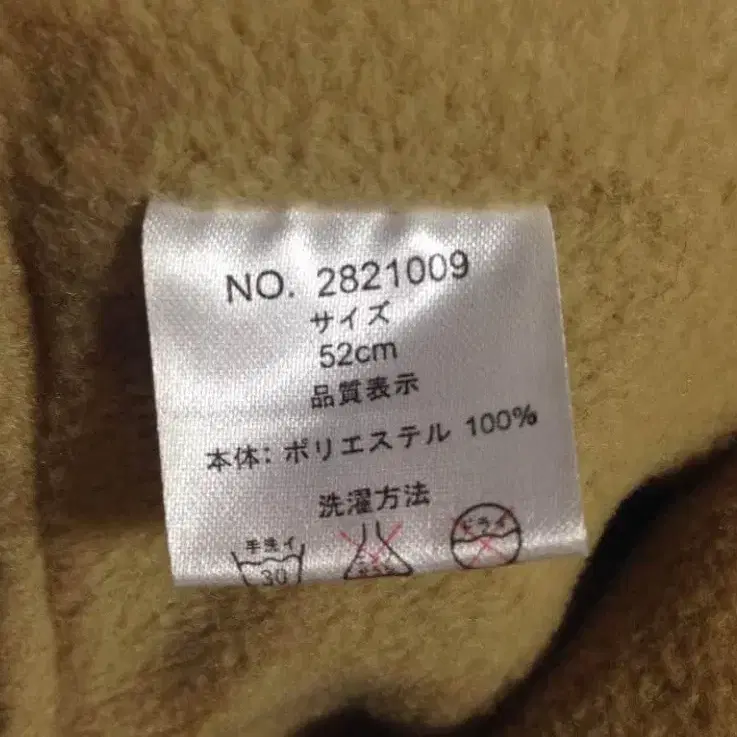 NO. 2821009
サイズ
52cm
品質表示
本体: ポリエステル 100%
洗濯方法
手洗イ ドライ
30